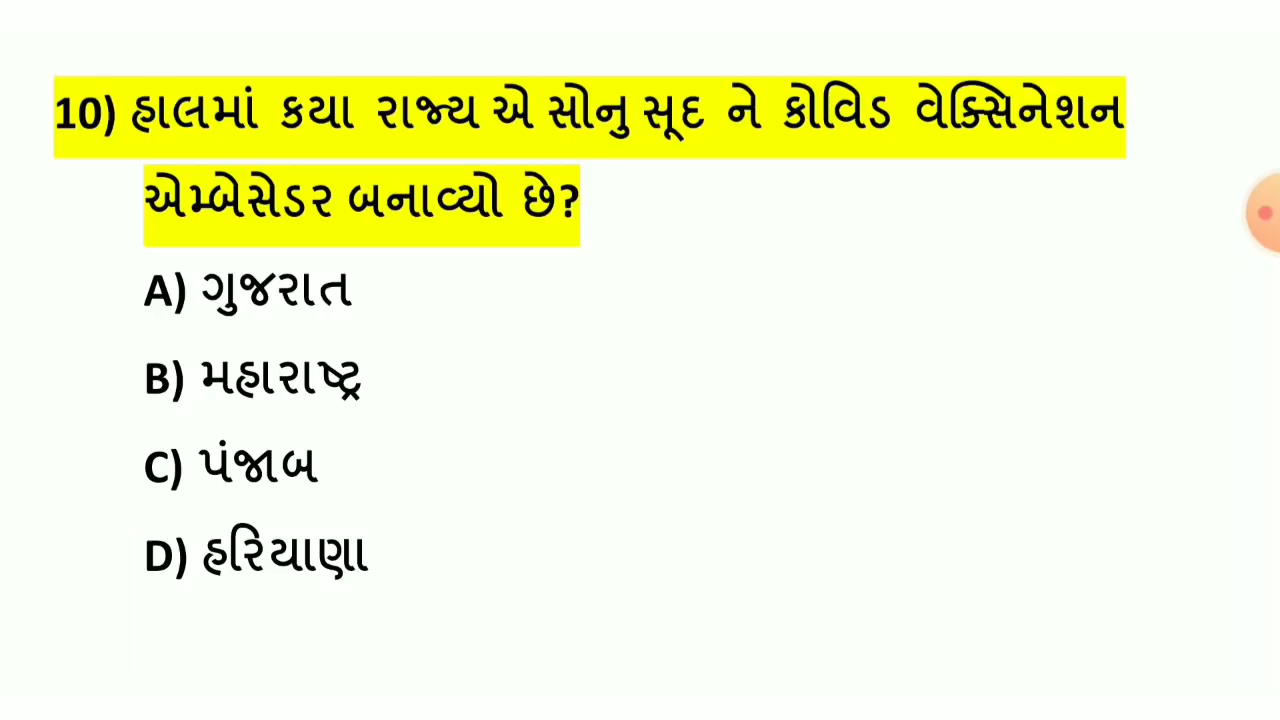 10) હાલમાં કયા રાજ્ય એ સોનુ સૂદ ને કોવિડ વેક્સિનેશન
એમ્બેસેડર બનાવ્યો છે?
A) ગુજરાત
B) મહારાષ્ટ્ર
C) પંજાબ
D) હરિયાણા